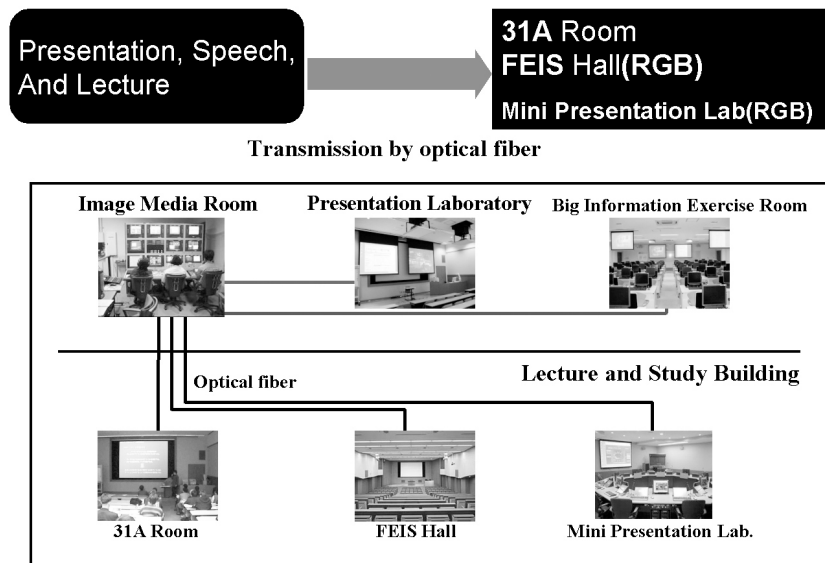 Presentation, Speech,
And Lecture
31A Room
FEIS Hall(RGB)
Mini Presentation Lab(RGB)
Transmission by optical fiber
Image Media Room
Presentation Laboratory
Big Information Exercise Room
Optical fiber
Lecture and Study Building
31A Room
FEIS Hall
Mini Presentation Lab.